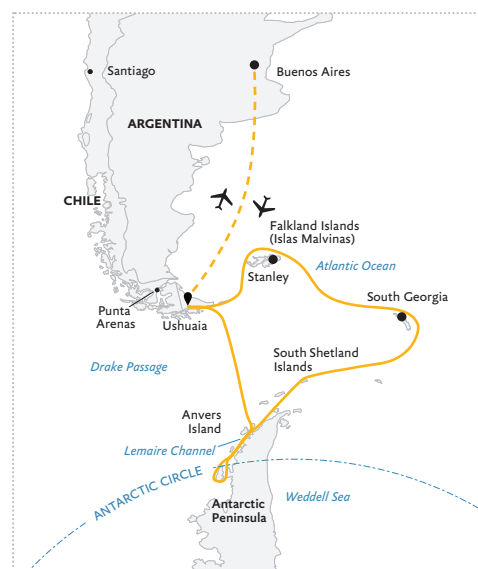 Santiago
Buenos Aires
ARGENTINA
CHILE
Falkland Islands
(Islas Malvinas)
Atlantic Ocean
Stanley
South Georgia
Punta
Arenas
Ushuaia
South Shetland
Islands
Drake Passage
Anvers
Island
Lemaire Channel
ANTARCTIC CIRCLE
Weddell Sea
Antarctic
Peninsula